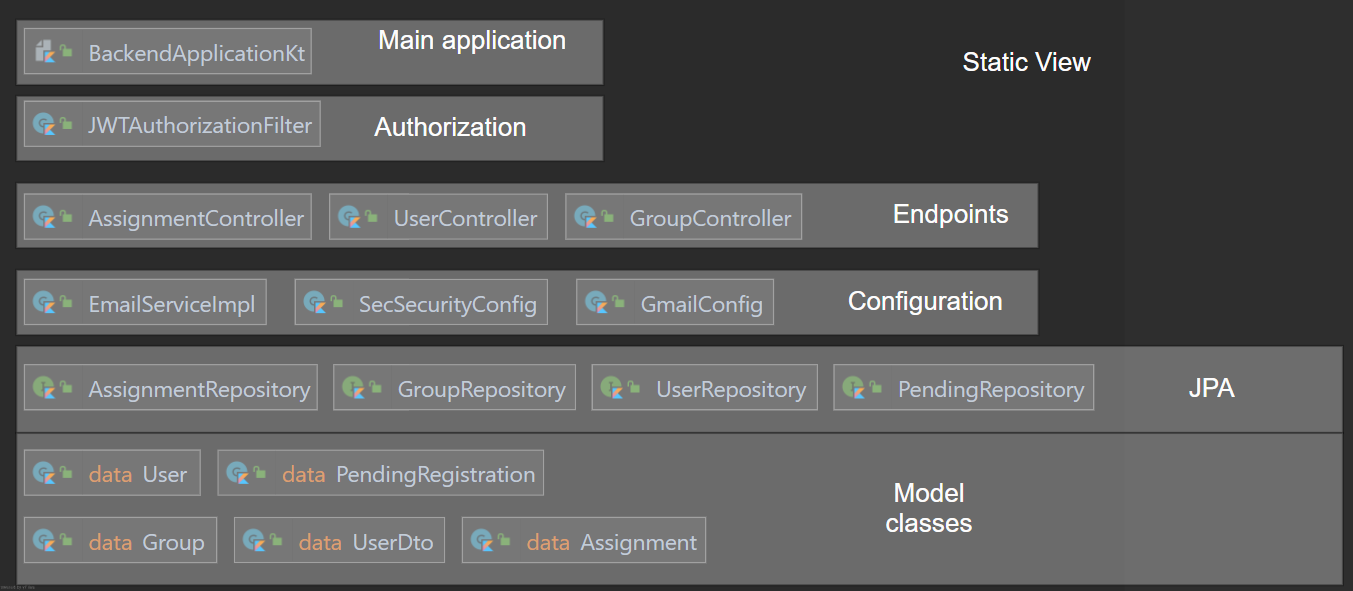 BackendApplicationKt Main application
Static View
JWTAuthorizationFilter Authorization
AssignmentController UserController GroupController Endpoints
EmailServiceImpl SecSecurityConfig GmailConfig Configuration
AssignmentRepository GroupRepository UserRepository PendingRepository JPA
data User data PendingRegistration
Model
classes
data Group data UserDto data Assignment